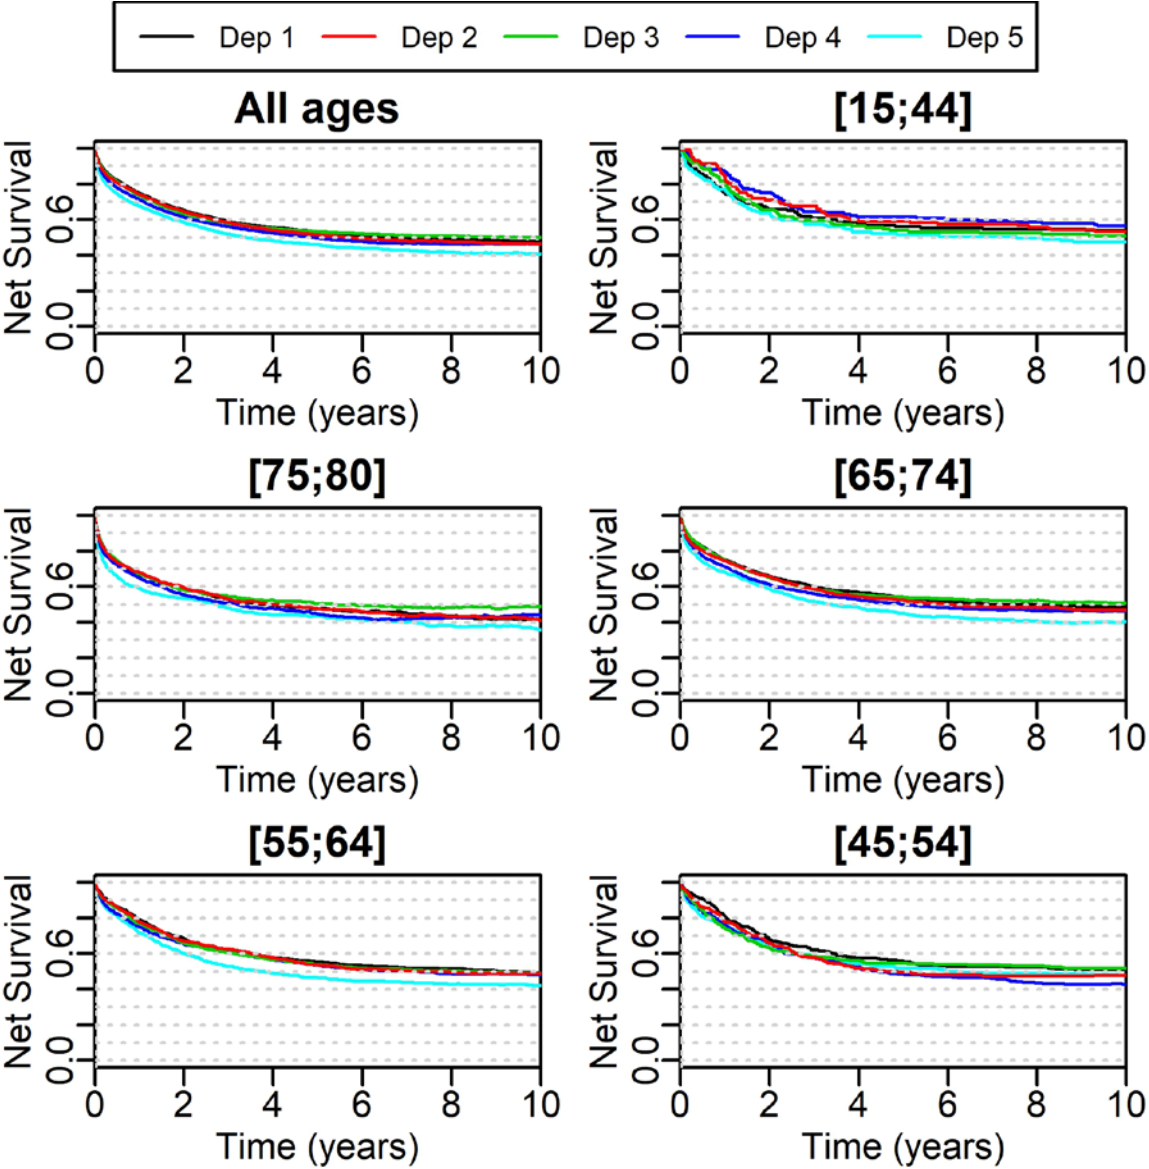 Dep 1 Dep 2 Dep 3 Dep 4 Dep 5
All ages
Net Survival
0.0 0.6
0 2 4 6 8 10
Time (years)
[15;44]
Net Survival
0.0 0.6
0 2 4 6 8 10
Time (years)
[75;80]
Net Survival
0.0 0.6
0 2 4 6 8 10
Time (years)
[65;74]
Net Survival
0.0 0.6
0 2 4 6 8 10
Time (years)
[55;64]
Net Survival
0.0 0.6
0 2 4 6 8 10
Time (years)
[45;54]
Net Survival
0.0 0.6
0 2 4 6 8 10
Time (years)